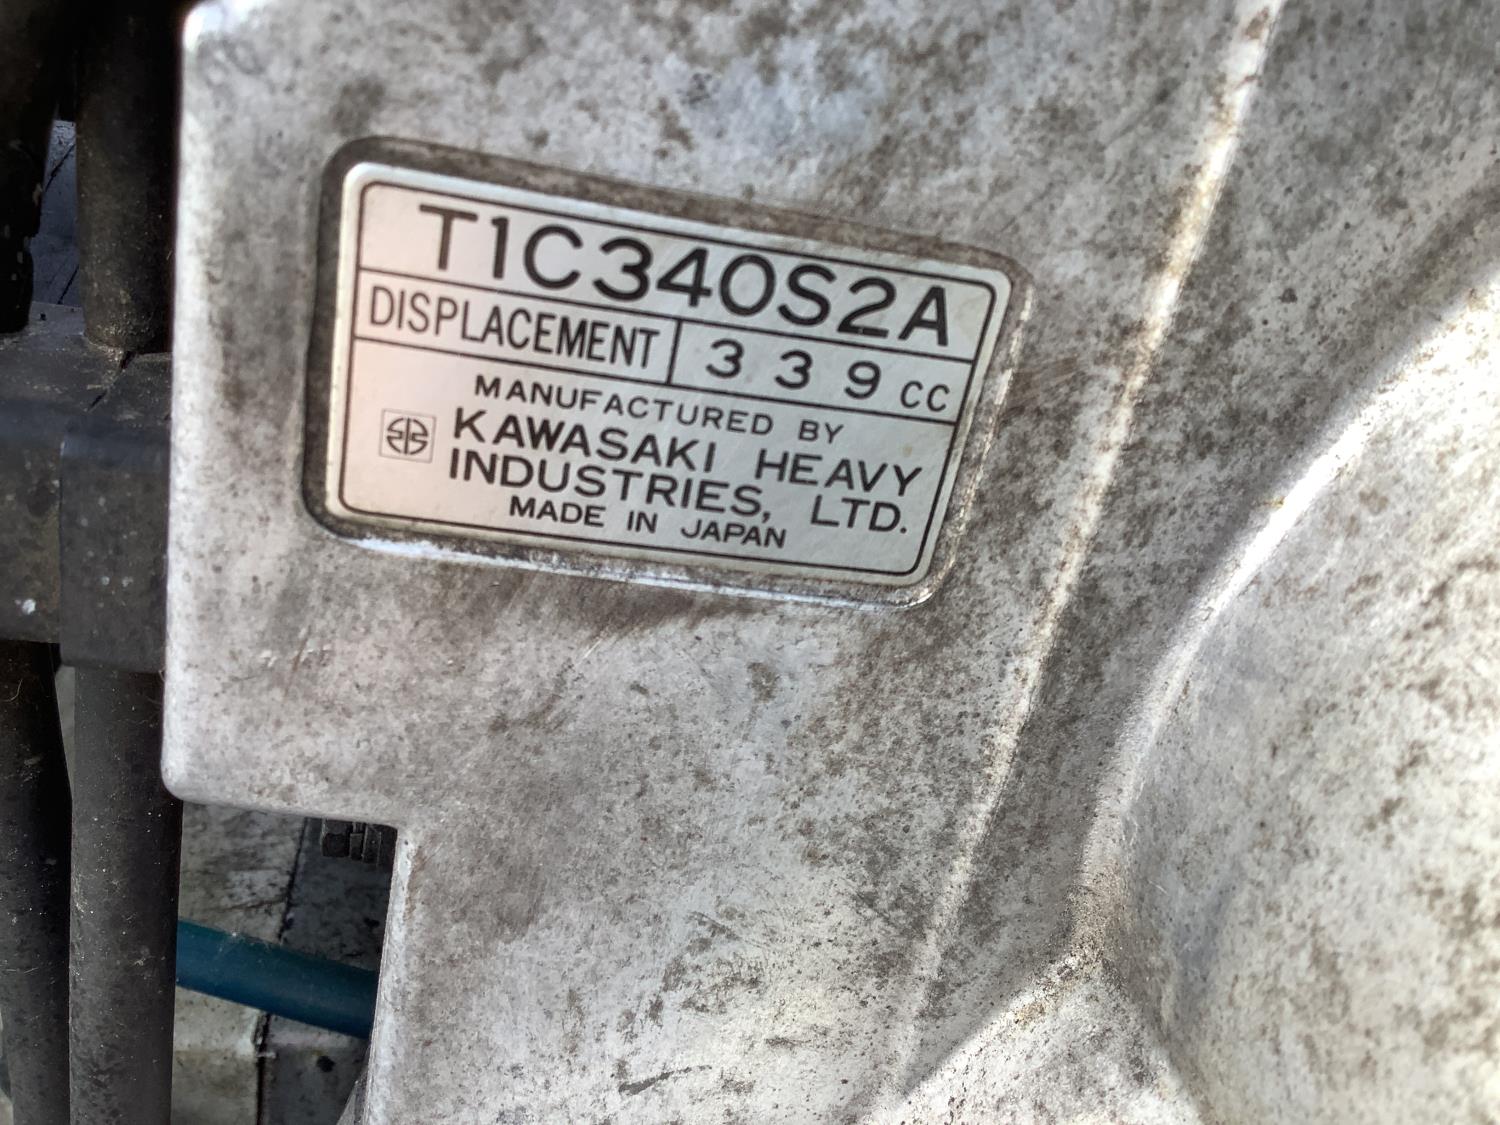 T1C340S2A
DISPLACEMENT 339 CC
MANUFACTURED BY
KAWASAKI HEAVY
INDUSTRIES, LTD.
MADE IN JAPAN